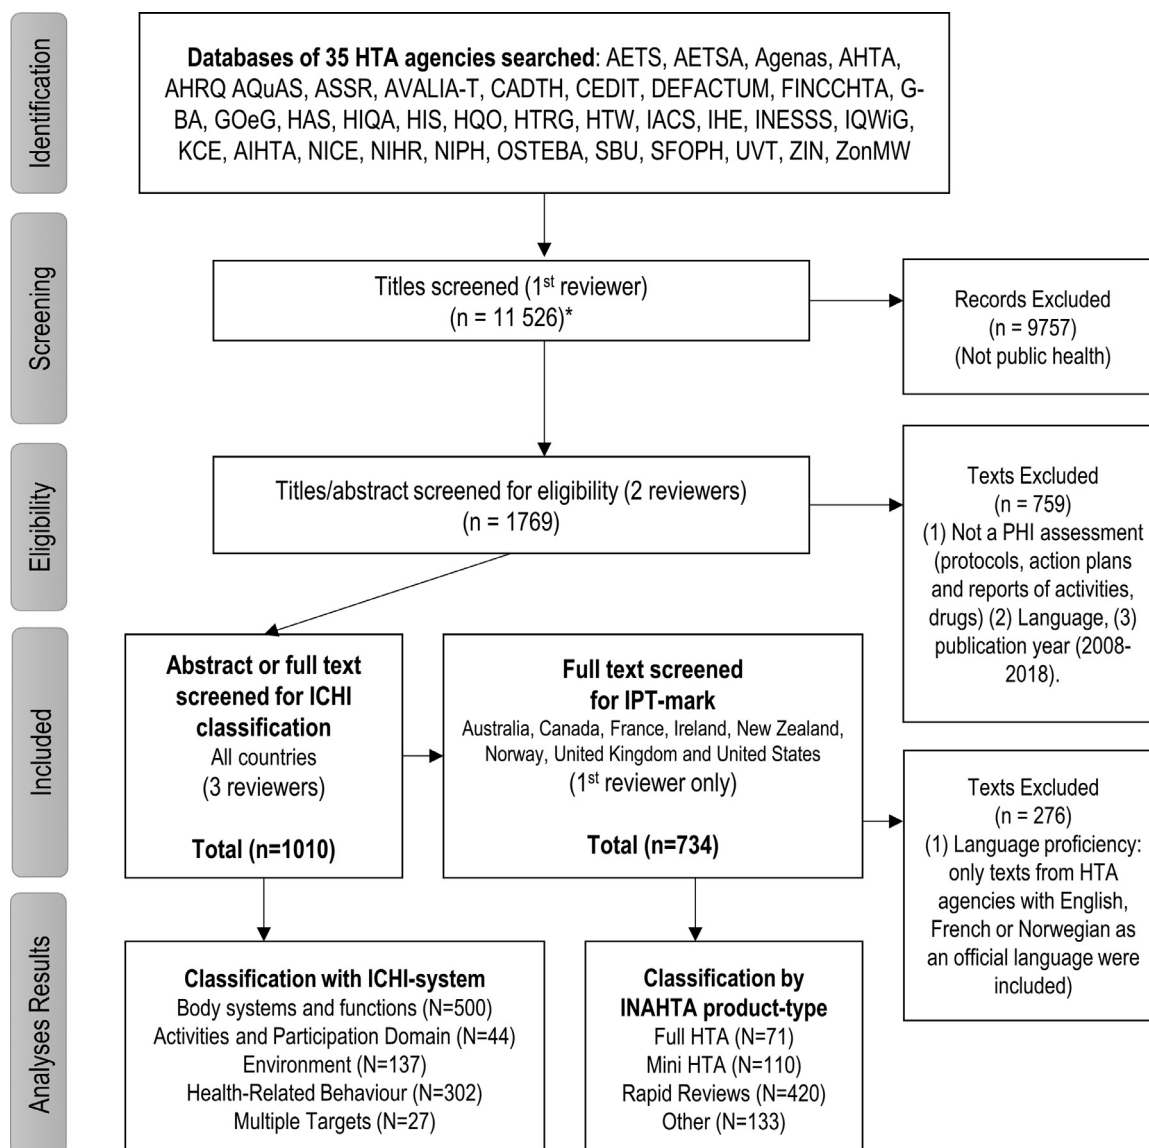 Identification
Databases of 35 HTA agencies searched: AETS, AETSA, Agenas, AHTA,
AHRQ AQuAS, ASSR, AVALIA-T, CADTH, CEDIT, DEFACTUM, FINCCHTA, G-
BA, GOeG, HAS, HIQA, HIS, HQO, HTRG, HTW, IACS, IHE, INESSS, IQWiG,
KCE, AIHTA, NICE, NIHR, NIPH, OSTEBA, SBU, SFOPH, UVT, ZIN, ZonMW
Screening
Titles screened (1st reviewer)
(n = 11 526)*
Records Excluded
(n = 9757)
(Not public health)
Eligibility
Titles/abstract screened for eligibility (2 reviewers)
(n = 1769)
Texts Excluded
(n = 759)
(1) Not a PHI assessment
(protocols, action plans
and reports of activities,
drugs) (2) Language, (3)
publication year (2008-
2018).
Included
Abstract or full text
screened for ICHI
classification
All countries
(3 reviewers)
Total (n=1010)
Full text screened
for IPT-mark
Australia, Canada, France, Ireland, New Zealand,
Norway, United Kingdom and United States
(1st reviewer only)
Total (n=734)
Texts Excluded
(n = 276)
(1) Language proficiency:
only texts from HTA
agencies with English,
French or Norwegian as
an official language were
included)
Analyses Results
Classification with ICHI-system
Body systems and functions (N=500)
Activities and Participation Domain (N=44)
Environment (N=137)
Health-Related Behaviour (N=302)
Multiple Targets (N=27)
Classification by
INAHTA product-type
Full HTA (N=71)
Mini HTA (N=110)
Rapid Reviews (N=420)
Other (N=133)